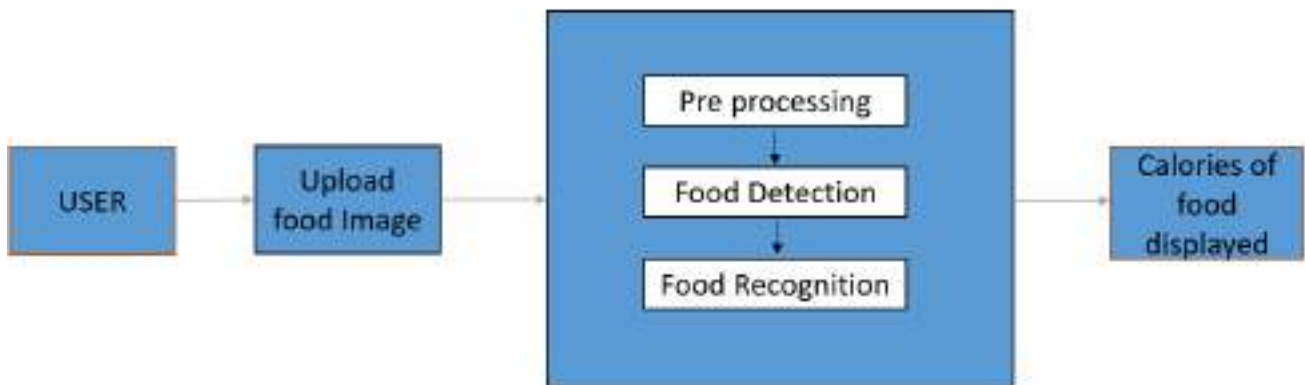 USER
Upload
food Image
Pre processing
Food Detection
Food Recognition
Calories of
food
displayed